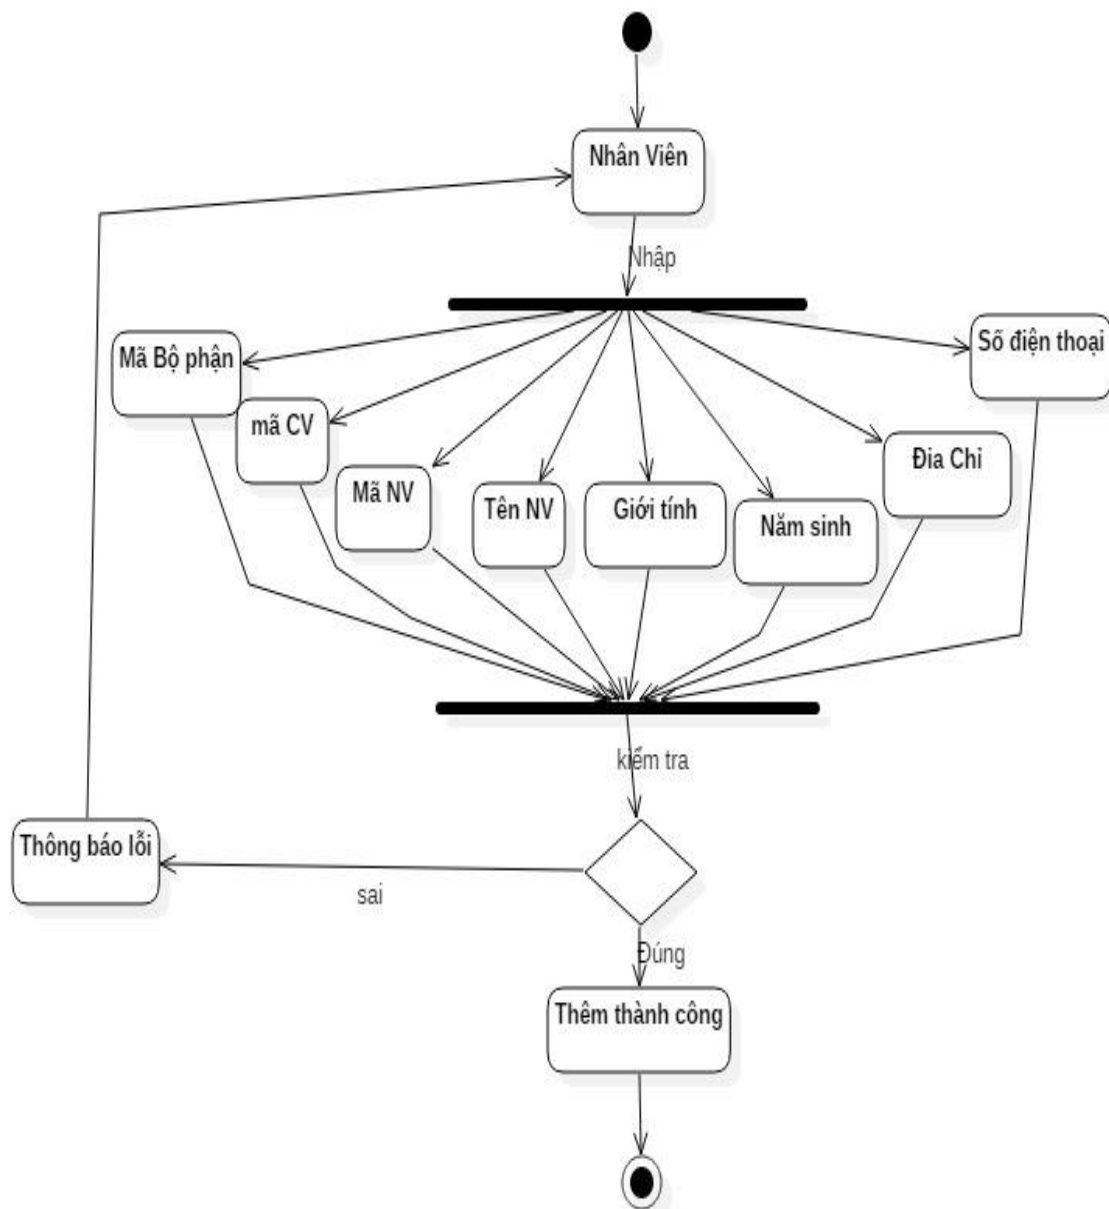 Nhân Viên
Nhập
Số điện thoại
Mã Bộ phận
mã CV
Đia Chỉ
Mã NV
Tên NV
Giới tính
Năm sinh
kiểm tra
Thông báo lỗi
sai
Đúng
Thêm thành công